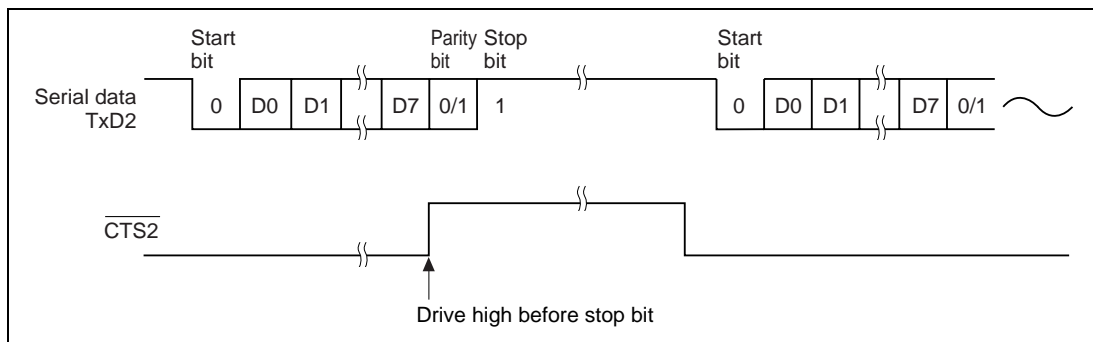 Start bit
Parity bit
Stop bit
Start bit
Serial data TxD2
0 D0 D1 D7 0/1 1 0 D0 D1 D7 0/1
CTS2
Drive high before stop bit